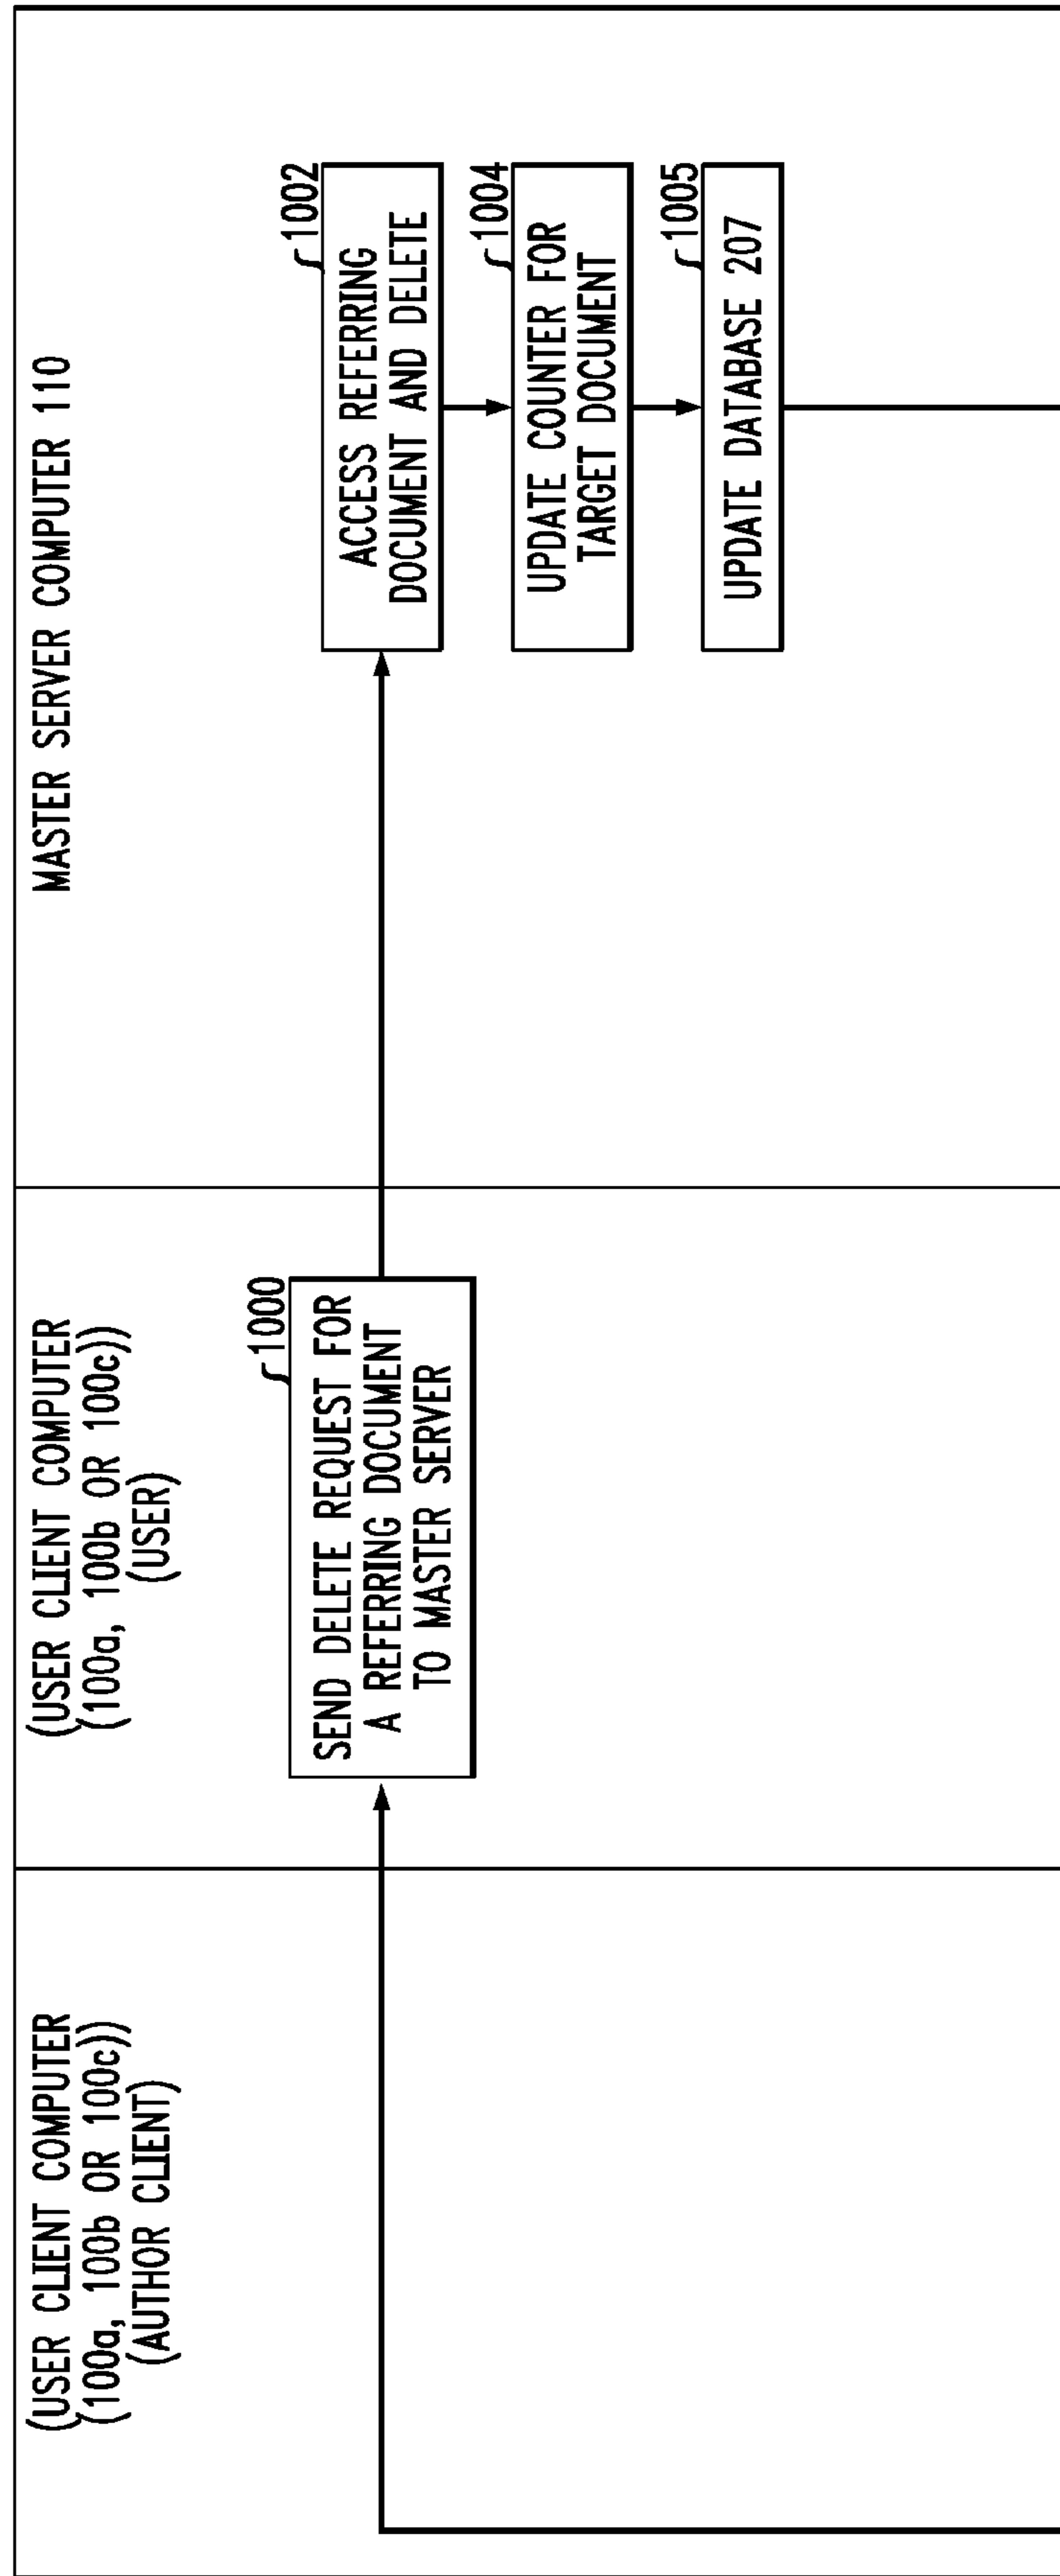 (USER CLIENT COMPUTER
(100a, 100b OR 100c))
(AUTHOR CLIENT)
(USER CLIENT COMPUTER
(100a, 100b OR 100c))
(USER)
MASTER SERVER COMPUTER 110
1000
SEND DELETE REQUEST FOR
A REFERRING DOCUMENT
TO MASTER SERVER
1002
ACCESS REFERRING
DOCUMENT AND DELETE
1004
UPDATE COUNTER FOR
TARGET DOCUMENT
1005
UPDATE DATABASE 207